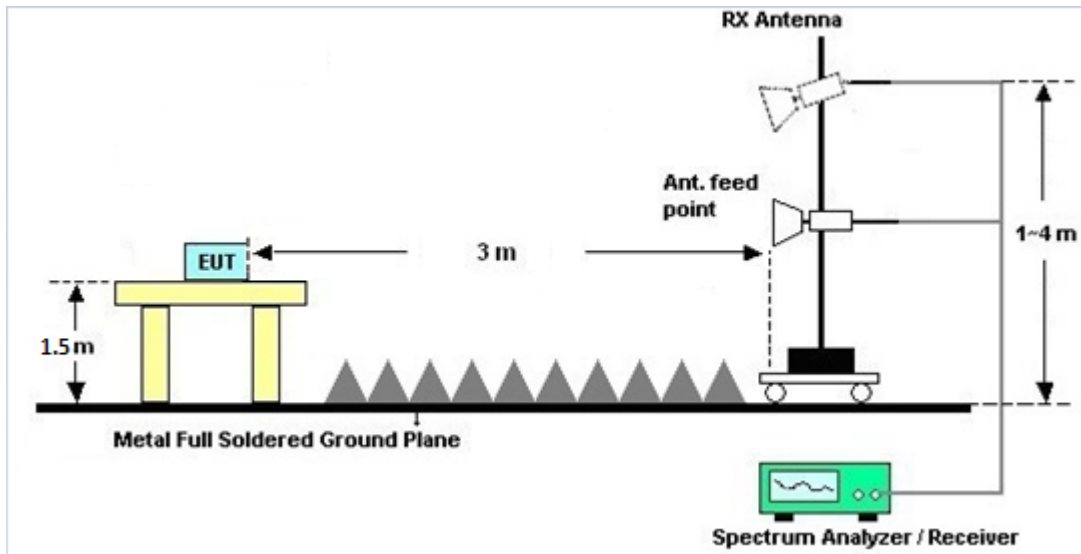 RX Antenna
Ant. feed
point
1~4 m
EUT
3 m
1.5 m
Metal Full Soldered Ground Plane
Spectrum Analyzer / Receiver